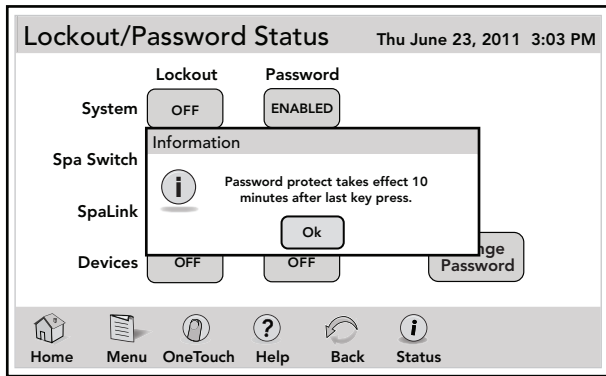 Lockout/Password Status Thu June 23, 2011 3:03 PM
Lockout Password
System OFF ENABLED
Information
Spa Switch
Password protect takes effect 10
minutes after last key press.
SpaLink
Ok
nge
Devices OFF OFF Password
Home Menu OneTouch Help Back Status